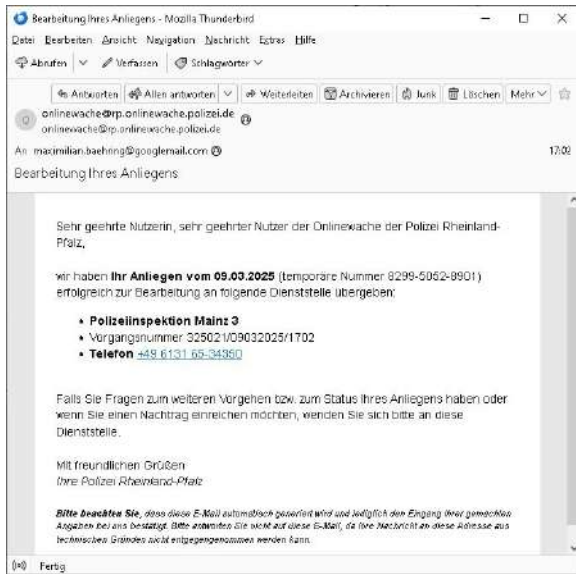 Bearbeitung Ihres Anliegens - Mozilla Thunderbird
Datei Bearbeiten Ansicht Navigation Nachricht Extras Hilfe
Abrufen Verfassen Schlagwörter
Antworten Allen antworten Weiterleiten Archivieren Junk Löschen Mehr
O
onlinewache@rp.onlinewache.polizei.de
onlinewache@rp.onlinewache.polizei.de
An maximilian.baehring@googlemail.com 17:02
Bearbeitung Ihres Anliegens
Sehr geehrte Nutzerin, sehr geehrter Nutzer der Onlinewache der Polizei Rheinland-
Pfalz,
wir haben Ihr Anliegen vom 09.03.2025 (temporäre Nummer 8299-5052-8901)
erfolgreich zur Bearbeitung an folgende Dienststelle übergeben:
• Polizeiinspektion Mainz 3
• Vorgangsnummer 325021/09032025/1702
• Telefon +49 6131 65-34350
Falls Sie Fragen zum weiteren Vorgehen bzw. zum Status Ihres Anliegens haben oder
wenn Sie einen Nachtrag einreichen möchten, wenden Sie sich bitte an diese
Dienststelle.
Mit freundlichen Grüßen
Ihre Polizei Rheinland-Pfalz
Bitte beachten Sie, dass diese E-Mail automatisch generiert wird und lediglich den Eingang Ihrer gemachten
Angaben bei uns bestätigt. Bitte antworten Sie nicht auf diese E-Mail, da Ihre Nachricht an diese Adresse aus
technischen Gründen nicht entgegengenommen werden kann.
Fertig